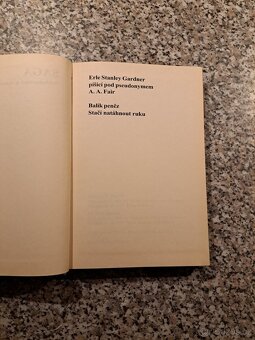 Erle Stanley Gardner
píšící pod pseudonymem
A. A. Fair
Balík peněz
Stačí natáhnout ruku